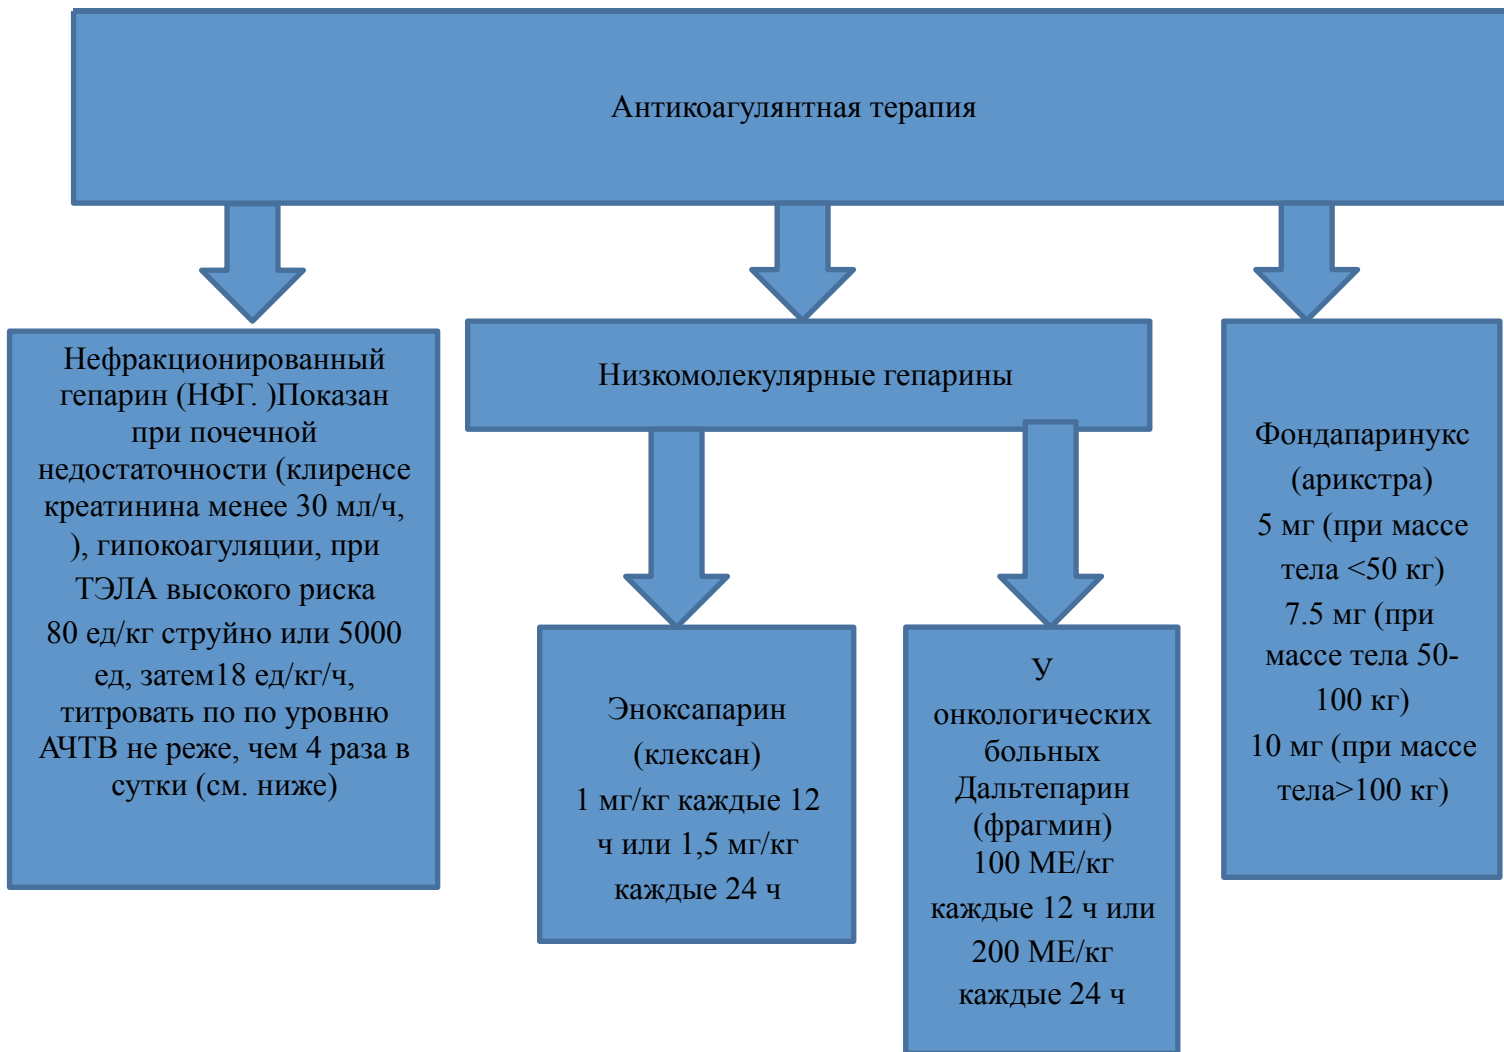 Антикоагулянтная терапия
Нефракционированный
гепарин (НФГ. )Показан
при почечной
недостаточности (клиренсе
креатинина менее 30 мл/ч,
), гипокоагуляции, при
ТЭЛА высокого риска
80 ед/кг струйно или 5000
ед, затем18 ед/кг/ч,
титровать по по уровню
АЧТВ не реже, чем 4 раза в
сутки (см. ниже)
Низкомолекулярные гепарины
Эноксапарин
(клексан)
1 мг/кг каждые 12
ч или 1,5 мг/кг
каждые 24 ч
У
онкологических
больных
Дальтепарин
(фрагмин)
100 МЕ/кг
каждые 12 ч или
200 МЕ/кг
каждые 24 ч
Фондапаринукс
(арикстра)
5 мг (при массе
тела <50 кг)
7.5 мг (при
массе тела 50-
100 кг)
10 мг (при массе
тела>100 кг)